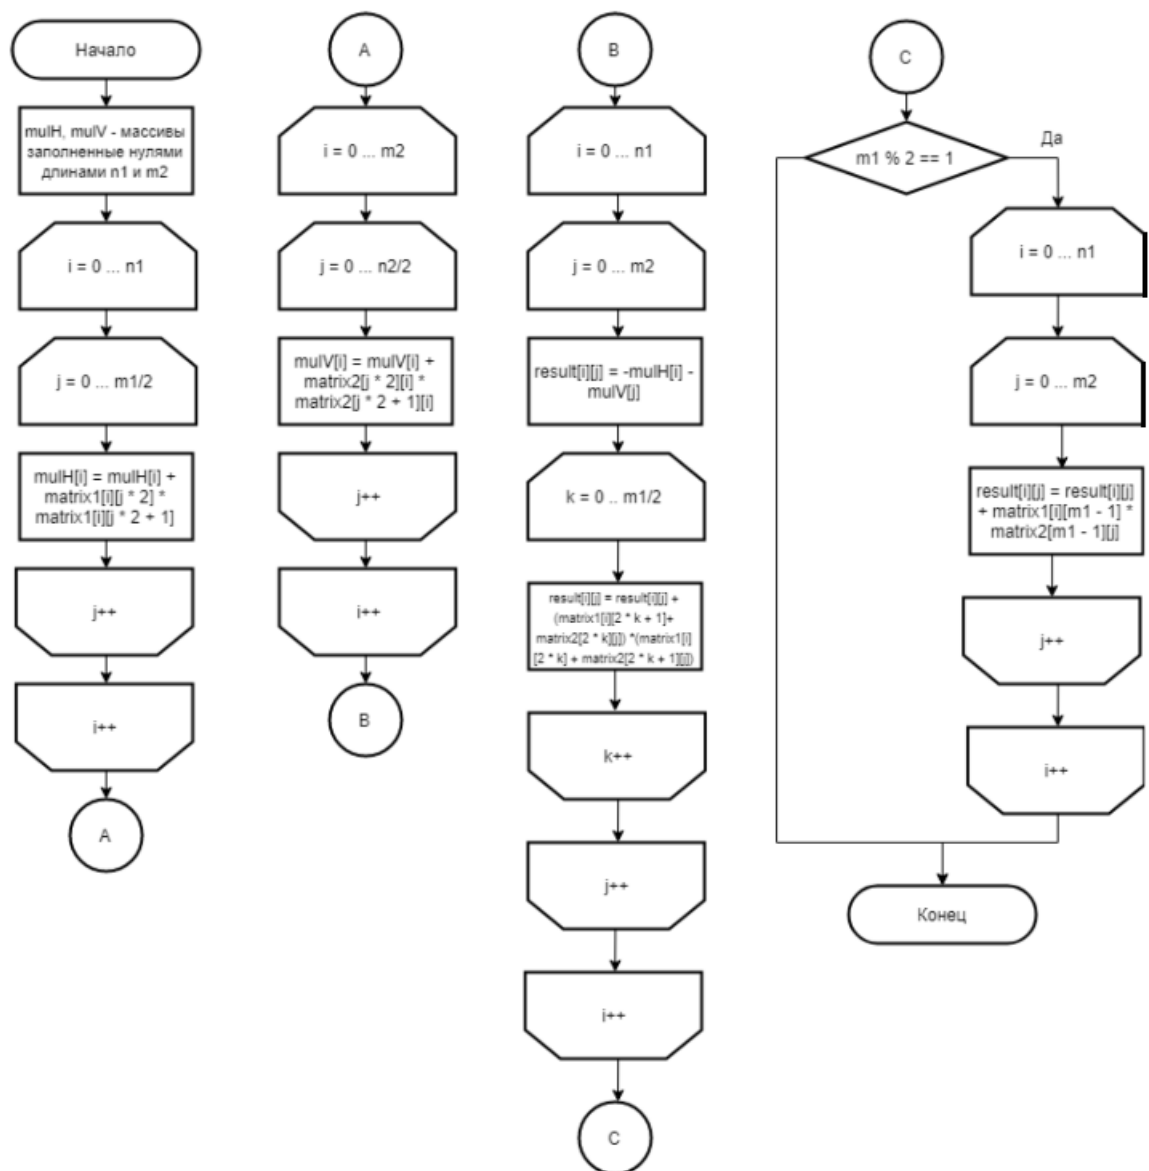 Начало
mulH, mulV - массивы
заполненные нулями
длинами n1 и m2
i = 0 ... n1
j = 0 ... m1/2
mulH[i] = mulH[i] +
matrix1[i][j * 2] *
matrix1[i][j * 2 + 1]
j++
i++
A
A
i = 0 ... m2
j = 0 ... n2/2
mulV[i] = mulV[i] +
matrix2[j * 2][i] *
matrix2[j * 2 + 1][i]
j++
i++
B
B
i = 0 ... n1
j = 0 ... m2
result[i][j] = -mulH[i] -
mulV[j]
k = 0 .. m1/2
result[i][j] = result[i][j] +
(matrix1[i][2 * k + 1]+
matrix2[2 * k][j]) *(matrix1[i]
[2 * k] + matrix2[2 * k + 1][j])
k++
j++
i++
C
C
m1 % 2 == 1
Да
i = 0 ... n1
j = 0 ... m2
result[i][j] = result[i][j]
+ matrix1[i][m1 - 1] *
matrix2[m1 - 1][j]
j++
i++
Конец